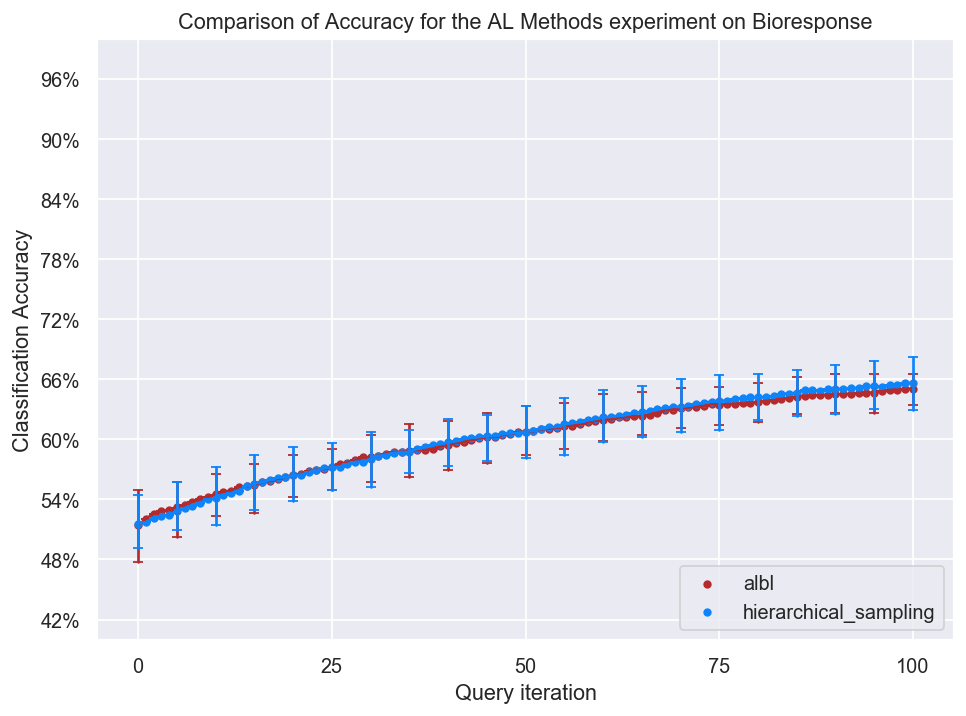 Comparison of Accuracy for the AL Methods experiment on Bioresponse
96%
90%
84%
78%
72%
66%
60%
54%
48%
42%
Classification Accuracy
albl
hierarchical_sampling
0 25 50 75 100
Query iteration